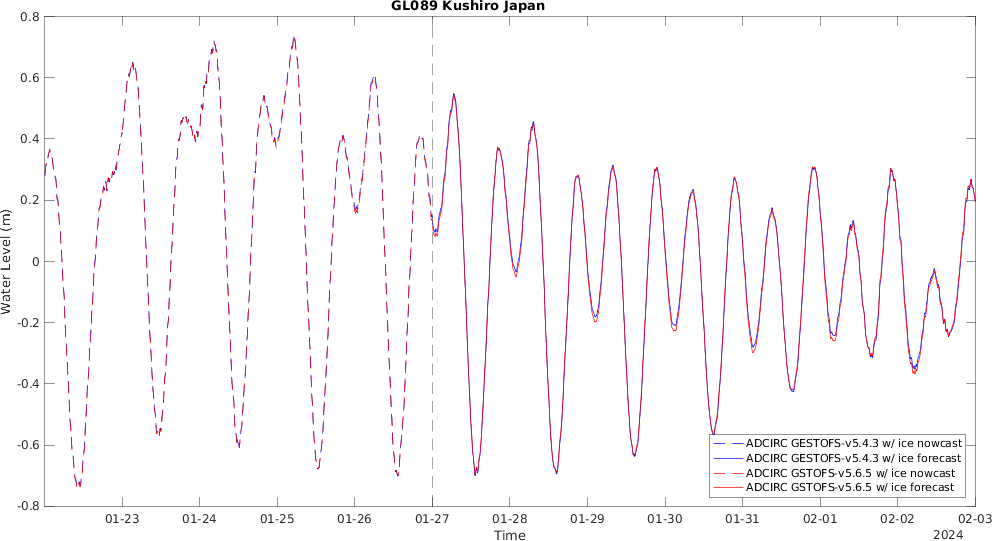 GL089 Kushiro Japan
0.8
0.6
0.4
0.2
0
-0.2
-0.4
-0.6
-0.8
Water Level (m)
ADCIRC GESTOFS-v5.4.3 w/ ice nowcast
ADCIRC GESTOFS-v5.4.3 w/ ice forecast
ADCIRC GSTOFS-v5.6.5 w/ ice nowcast
ADCIRC GSTOFS-v5.6.5 w/ ice forecast
01-23 01-24 01-25 01-26 01-27 01-28 01-29 01-30 01-31 02-01 02-02 02-03
Time
2024